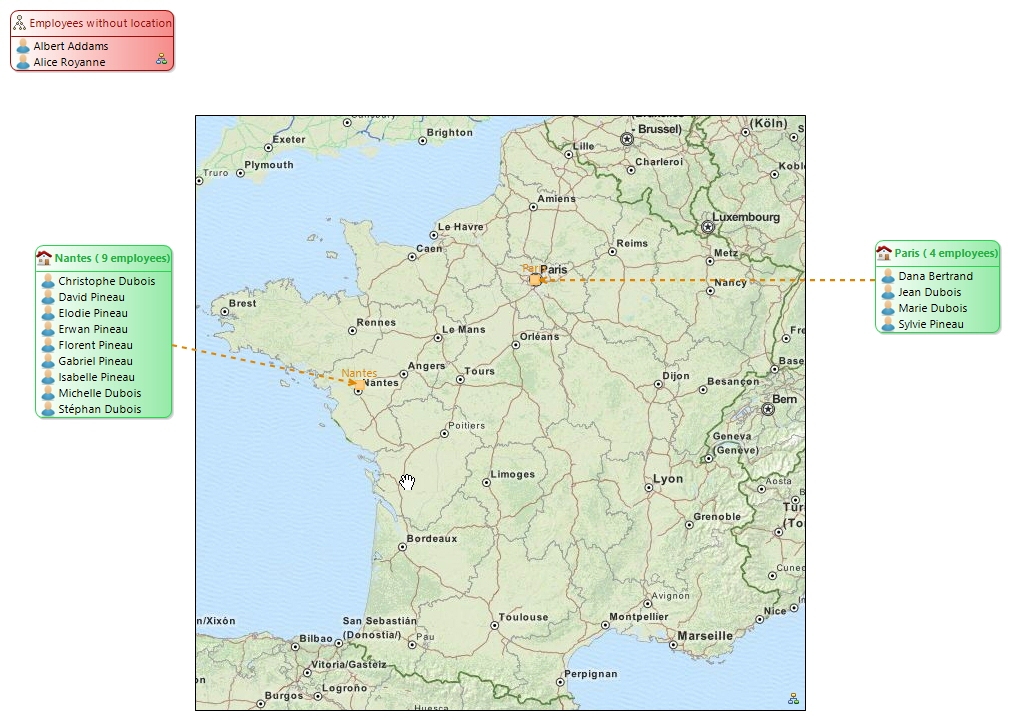 Employees without location
Albert Addams
Alice Royanne
Nantes ( 9 employees)
Christophe Dubois
David Pineau
Elodie Pineau
Erwan Pineau
Florent Pineau
Gabriel Pineau
Isabelle Pineau
Michelle Dubois
Stéphan Dubois
Paris ( 4 employees)
Dana Bertrand
Jean Dubois
Marie Dubois
Sylvie Pineau
Exeter
Brighton
Plymouth
Truro
Brussel)
(Köln)
Lille
Charleroi
Amiens
Luxembourg
Le Havre
Caen
Reims
Metz
Paris
Nancy
Brest
Rennes
Le Mans
Orléans
Nantes
Nantes
Angers
Tours
Dijon
Besançon
Bern
Poitiers
Geneva
(Genève)
Limoges
Lyon
Aosta
Grenoble
Bordeaux
Avignon
n/Xixón
San Sebastián
(Donostia/)
Toulouse
Montpellier
Nice
Bilbao
Pau
Marseille
Vitoria/Gasteiz
Perpignan
Logroño
Burgos
Huesca